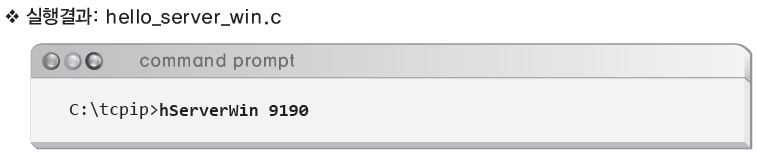 ❖ 실행결과: hello_server_win.c
command prompt
C:\tcpip>hServerWin 9190